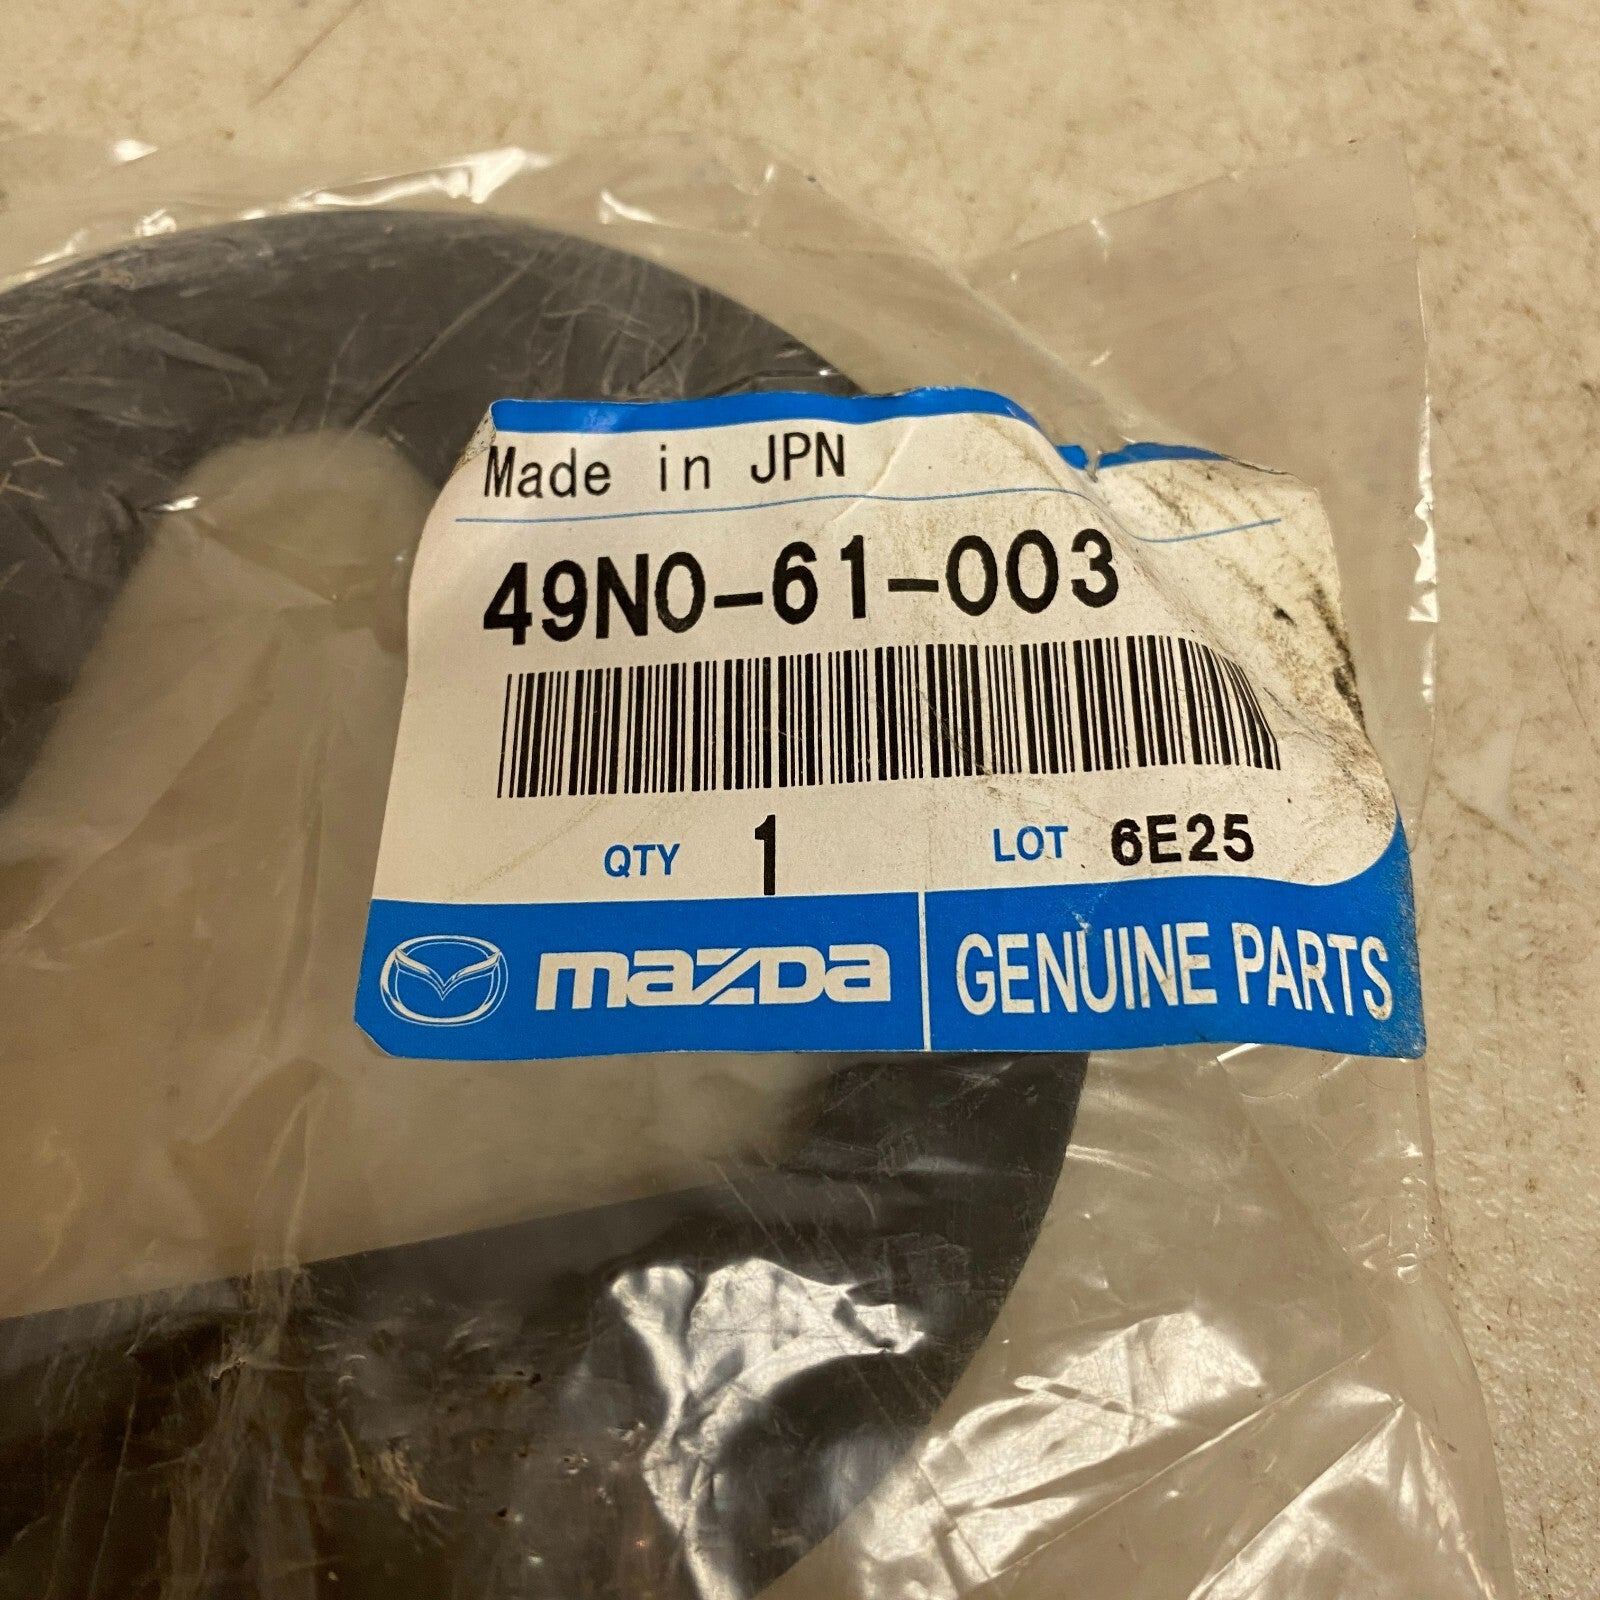 Made in JPN
49N0-61-003
QTY 1 LOT 6E25
mazda GENUINE PARTS